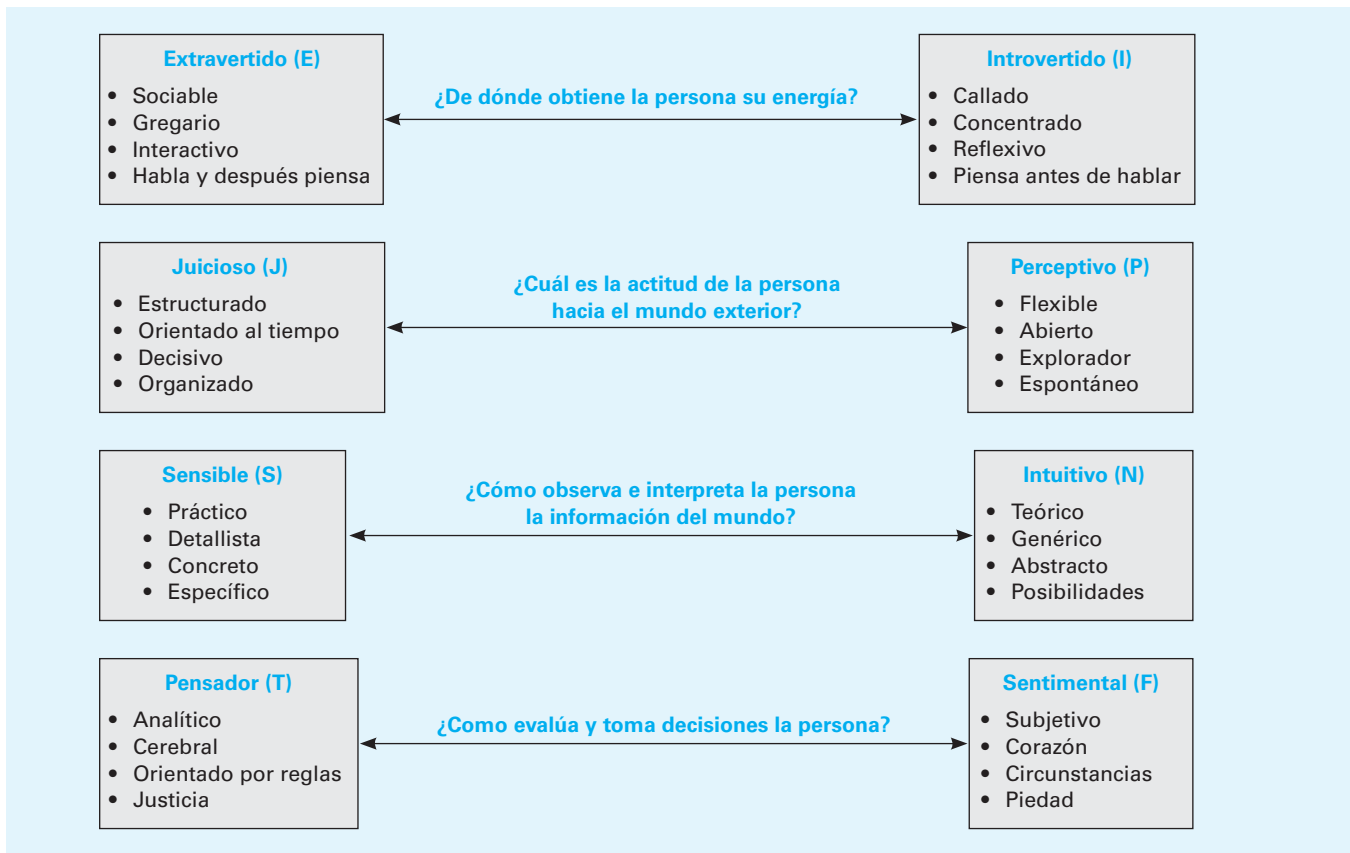 Extravertido (E)
• Sociable
• Gregario
• Interactivo
• Habla y después piensa
¿De dónde obtiene la persona su energía?
Introvertido (I)
• Callado
• Concentrado
• Reflexivo
• Piensa antes de hablar
Juicioso (J)
• Estructurado
• Orientado al tiempo
• Decisivo
• Organizado
¿Cuál es la actitud de la persona
hacia el mundo exterior?
Perceptivo (P)
• Flexible
• Abierto
• Explorador
• Espontáneo
Sensible (S)
• Práctico
• Detallista
• Concreto
• Específico
¿Cómo observa e interpreta la persona
la información del mundo?
Intuitivo (N)
• Teórico
• Genérico
• Abstracto
• Posibilidades
Pensador (T)
• Analítico
• Cerebral
• Orientado por reglas
• Justicia
¿Como evalúa y toma decisiones la persona?
Sentimental (F)
• Subjetivo
• Corazón
• Circunstancias
• Piedad